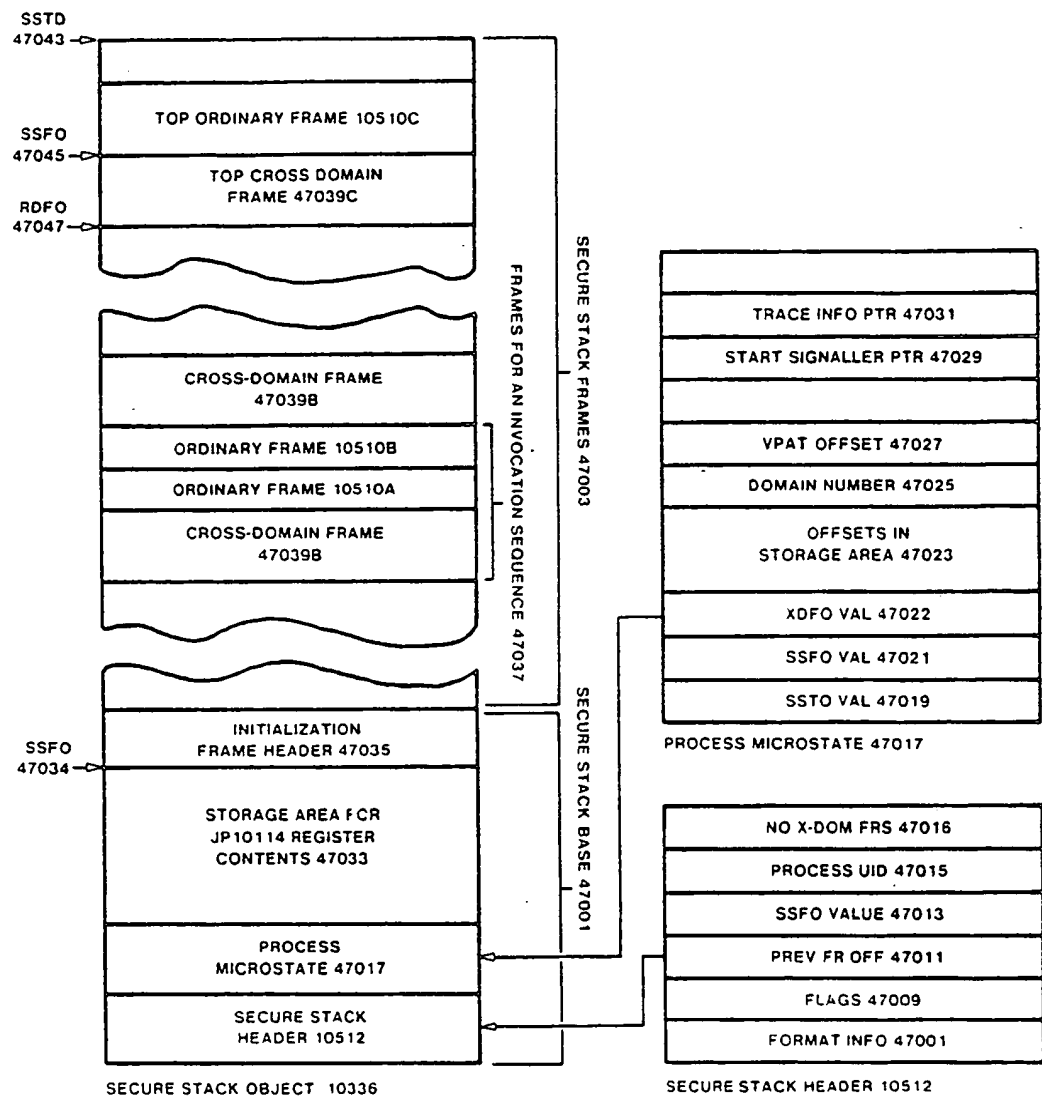 SSTD
47043
TOP ORDINARY FRAME 10510C
SSFO
47045
TOP CROSS DOMAIN
FRAME 47039C
RDFO
47047
CROSS-DOMAIN FRAME
47039B
ORDINARY FRAME 10510B
ORDINARY FRAME 10510A
CROSS-DOMAIN FRAME
47039B
FRAMES FOR AN INVOCATION SEQUENCE 47037
SECURE STACK FRAMES 47003
INITIALIZATION
FRAME HEADER 47035
SSFO
47034
STORAGE AREA FCR
JP10114 REGISTER
CONTENTS 47033
PROCESS
MICROSTATE 47017
SECURE STACK
HEADER 10512
SECURE STACK BASE 47001
SECURE STACK OBJECT 10336
TRACE INFO PTR 47031
START SIGNALLER PTR 47029
VPAT OFFSET 47027
DOMAIN NUMBER 47025
OFFSETS IN
STORAGE AREA 47023
XDFO VAL 47022
SSFO VAL 47021
SSTO VAL 47019
PROCESS MICROSTATE 47017
NO X-DOM FRS 47016
PROCESS UID 47015
SSFO VALUE 47013
PREV FR OFF 47011
FLAGS 47009
FORMAT INFO 47001
SECURE STACK HEADER 10512